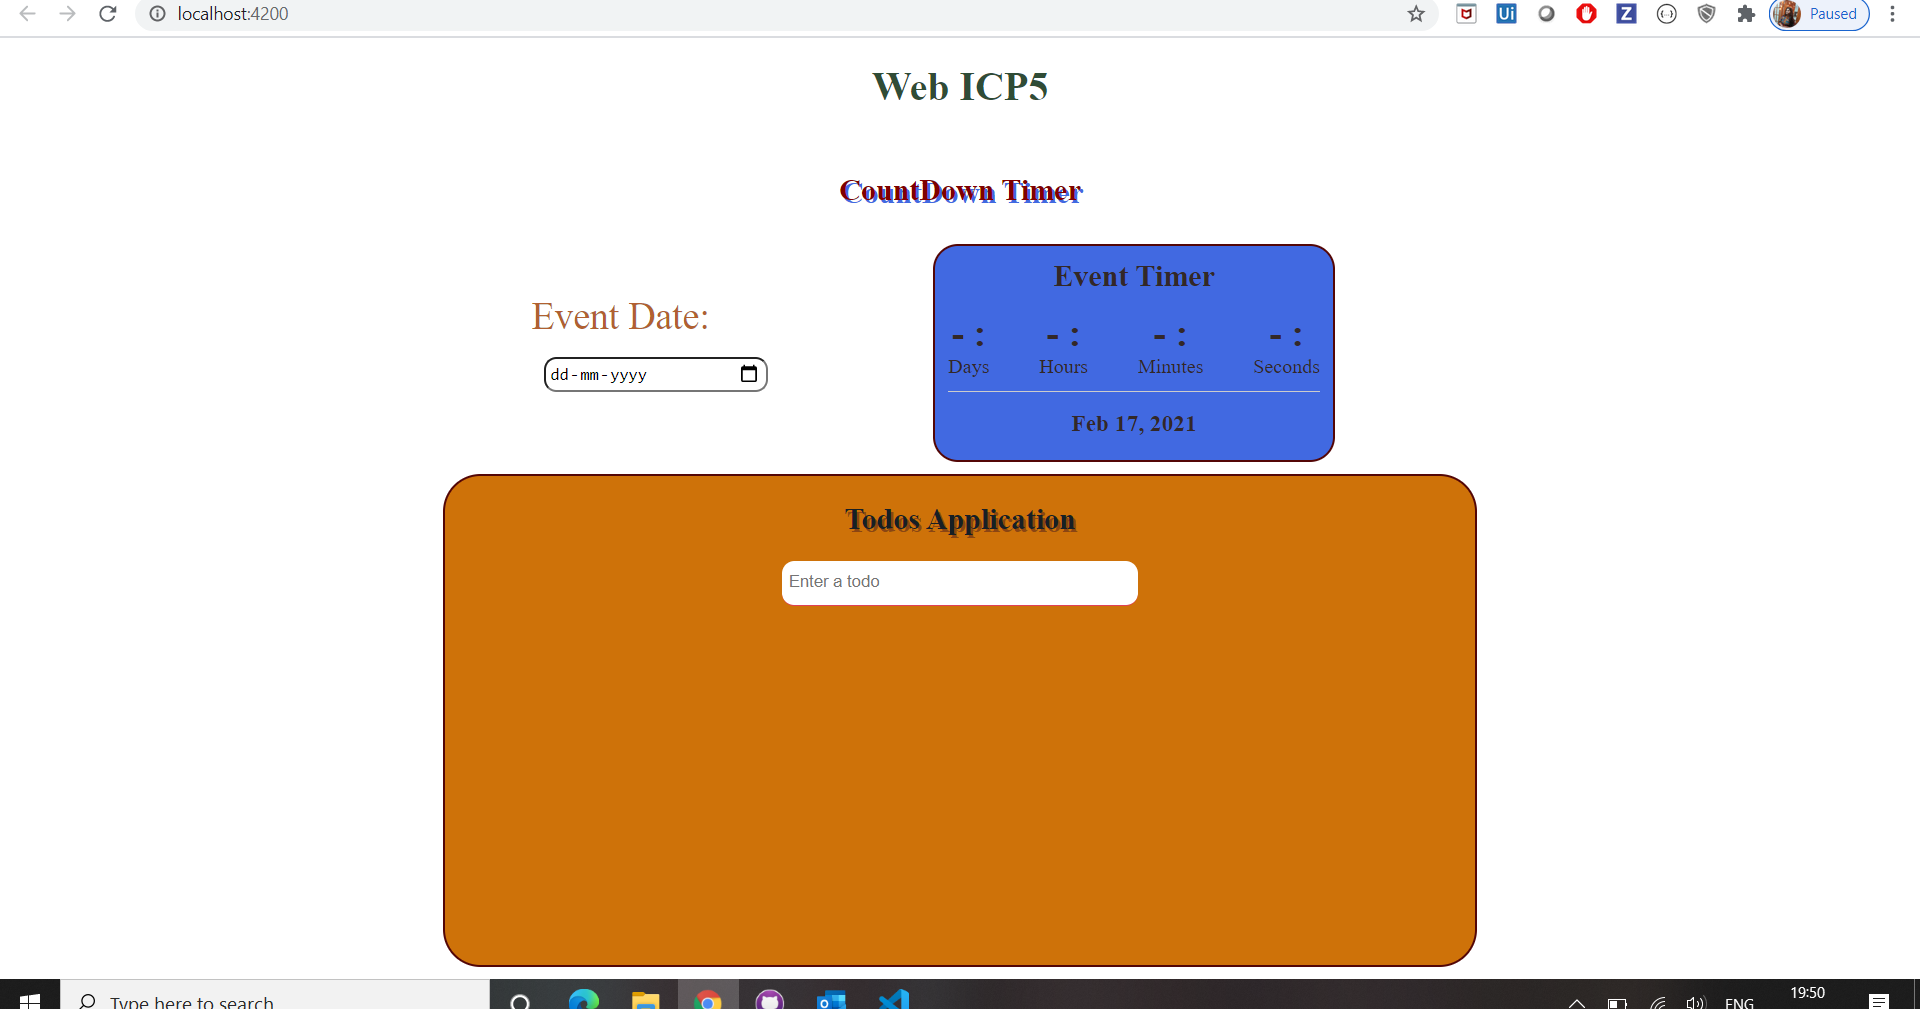 localhost:4200
Ui
Z
Paused
Web ICP5
CountDown Timer
Event Date:
dd-mm-yyyy
Event Timer
- : - : - : - :
Days Hours Minutes Seconds
Feb 17, 2021
Todos Application
Enter a todo
Type here to search
ENG
19:50